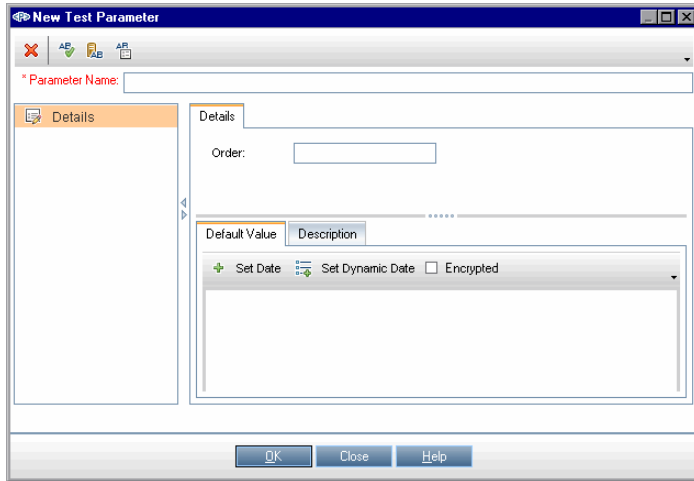 New Test Parameter
* Parameter Name:
Details
Details
Order:
Default Value Description
Set Date Set Dynamic Date Encrypted
OK Close Help